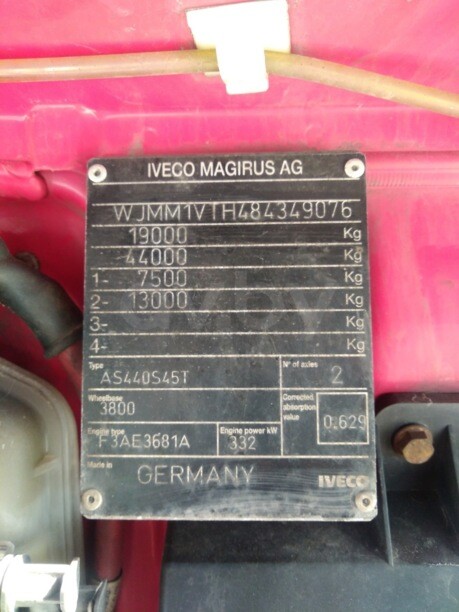 IVECO MAGIRUS AG
WJMM1VTH484349076
19000 Kg
44000 Kg
1- 7500 Kg
2- 13000 Kg
3- Kg
4- Kg
Type
AS440S45T
N° of axles
2
Wheelbase
3800
Corrected absorption value
0.629
Engine type
F3AE3681A
Engine power kW
332
Made in
GERMANY
IVECO